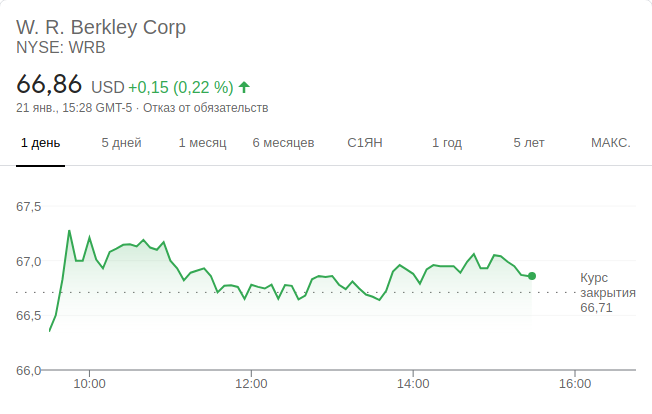 W. R. Berkley Corp
NYSE: WRB
66,86 USD +0,15 (0,22 %)
21 янв., 15:28 GMT-5 · Отказ от обязательств
1 день 5 дней 1 месяц 6 месяцев С1ЯН 1 год 5 лет МАКС.
67,5
67,0
Курс
закрытия
66,71
66,5
66,0
10:00 12:00 14:00 16:00